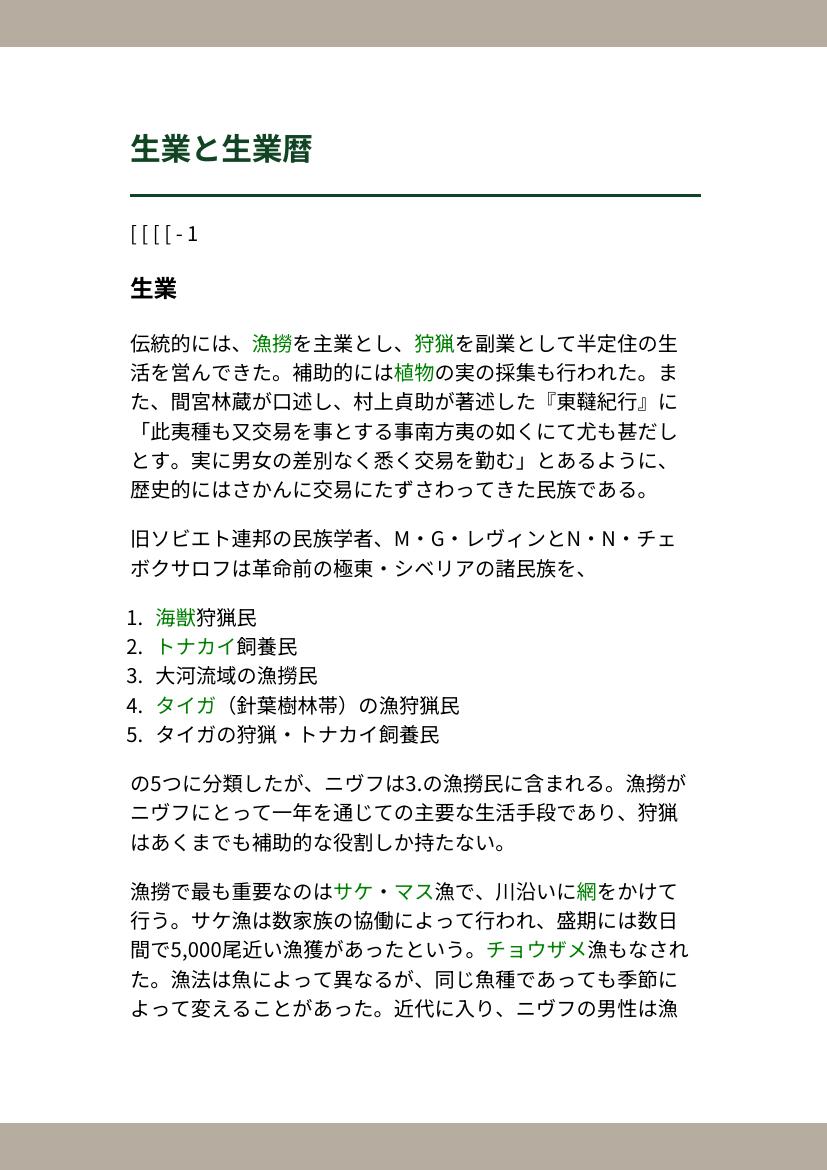 生業と生業暦
[ [ [ [ - 1
生業
伝統的には、漁撈を主業とし、狩猟を副業として半定住の生
活を営んできた。補助的には植物の実の採集も行われた。ま
た、間宮林蔵が口述し、村上貞助が著述した『東韃紀行』に
「此夷種も又交易を事とする事南方夷の如くにて尤も甚だし
とす。実に男女の差別なく悉く交易を勤む」とあるように、
歴史的にはさかんに交易にたずさわってきた民族である。
旧ソビエト連邦の民族学者、M・G・レヴィンとN・N・チェ
ボクサロフは革命前の極東・シベリアの諸民族を、
1. 海獣狩猟民
2. トナカイ飼養民
3. 大河流域の漁撈民
4. タイガ（針葉樹林帯）の漁狩猟民
5. タイガの狩猟・トナカイ飼養民
の5つに分類したが、ニヴフは3.の漁撈民に含まれる。漁撈が
ニヴフにとって一年を通じての主要な生活手段であり、狩猟
はあくまでも補助的な役割しか持たない。
漁撈で最も重要なのはサケ・マス漁で、川沿いに網をかけて
行う。サケ漁は数家族の協働によって行われ、盛期には数日
間で5,000尾近い漁獲があったという。チョウザメ漁もなされ
た。漁法は魚によって異なるが、同じ魚種であっても季節に
よって変えることがあった。近代に入り、ニヴフの男性は漁